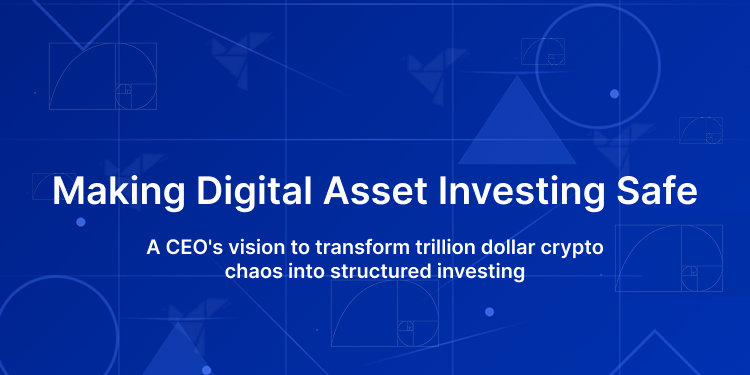 Making Digital Asset Investing Safe
A CEO's vision to transform trillion dollar crypto
chaos into structured investing